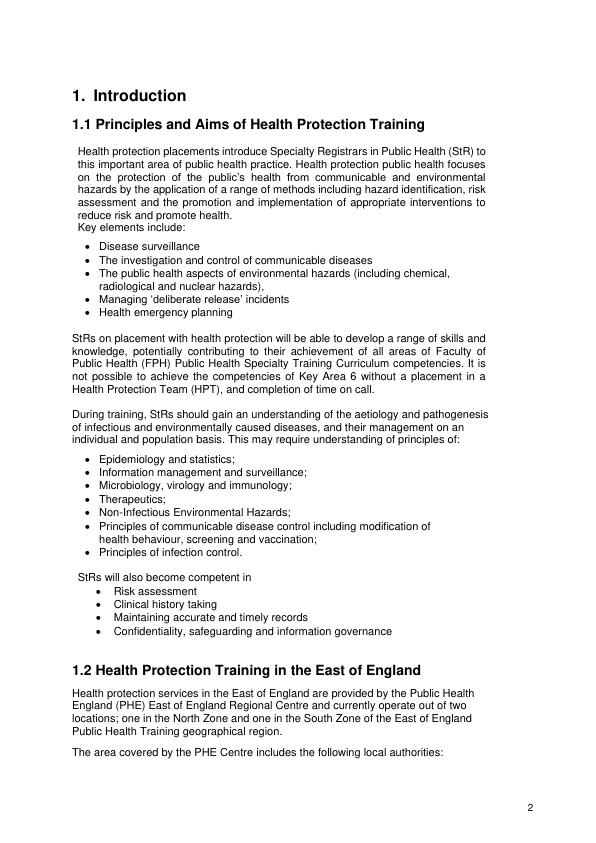 1. Introduction
1.1 Principles and Aims of Health Protection Training
Health protection placements introduce Specialty Registrars in Public Health (StR) to
this important area of public health practice. Health protection public health focuses
on the protection of the public's health from communicable and environmental
hazards by the application of a range of methods including hazard identification, risk
assessment and the promotion and implementation of appropriate interventions to
reduce risk and promote health.
Key elements include:
• Disease surveillance
• The investigation and control of communicable diseases
• The public health aspects of environmental hazards (including chemical,
radiological and nuclear hazards),
• Managing 'deliberate release' incidents
• Health emergency planning
StRs on placement with health protection will be able to develop a range of skills and
knowledge, potentially contributing to their achievement of all areas of Faculty of
Public Health (FPH) Public Health Specialty Training Curriculum competencies. It is
not possible to achieve the competencies of Key Area 6 without a placement in a
Health Protection Team (HPT), and completion of time on call.
During training, StRs should gain an understanding of the aetiology and pathogenesis
of infectious and environmentally caused diseases, and their management on an
individual and population basis. This may require understanding of principles of:
• Epidemiology and statistics;
• Information management and surveillance;
• Microbiology, virology and immunology;
• Therapeutics;
• Non-Infectious Environmental Hazards;
• Principles of communicable disease control including modification of
health behaviour, screening and vaccination;
• Principles of infection control.
StRs will also become competent in
• Risk assessment
• Clinical history taking
• Maintaining accurate and timely records
• Confidentiality, safeguarding and information governance
1.2 Health Protection Training in the East of England
Health protection services in the East of England are provided by the Public Health
England (PHE) East of England Regional Centre and currently operate out of two
locations; one in the North Zone and one in the South Zone of the East of England
Public Health Training geographical region.
The area covered by the PHE Centre includes the following local authorities:
2